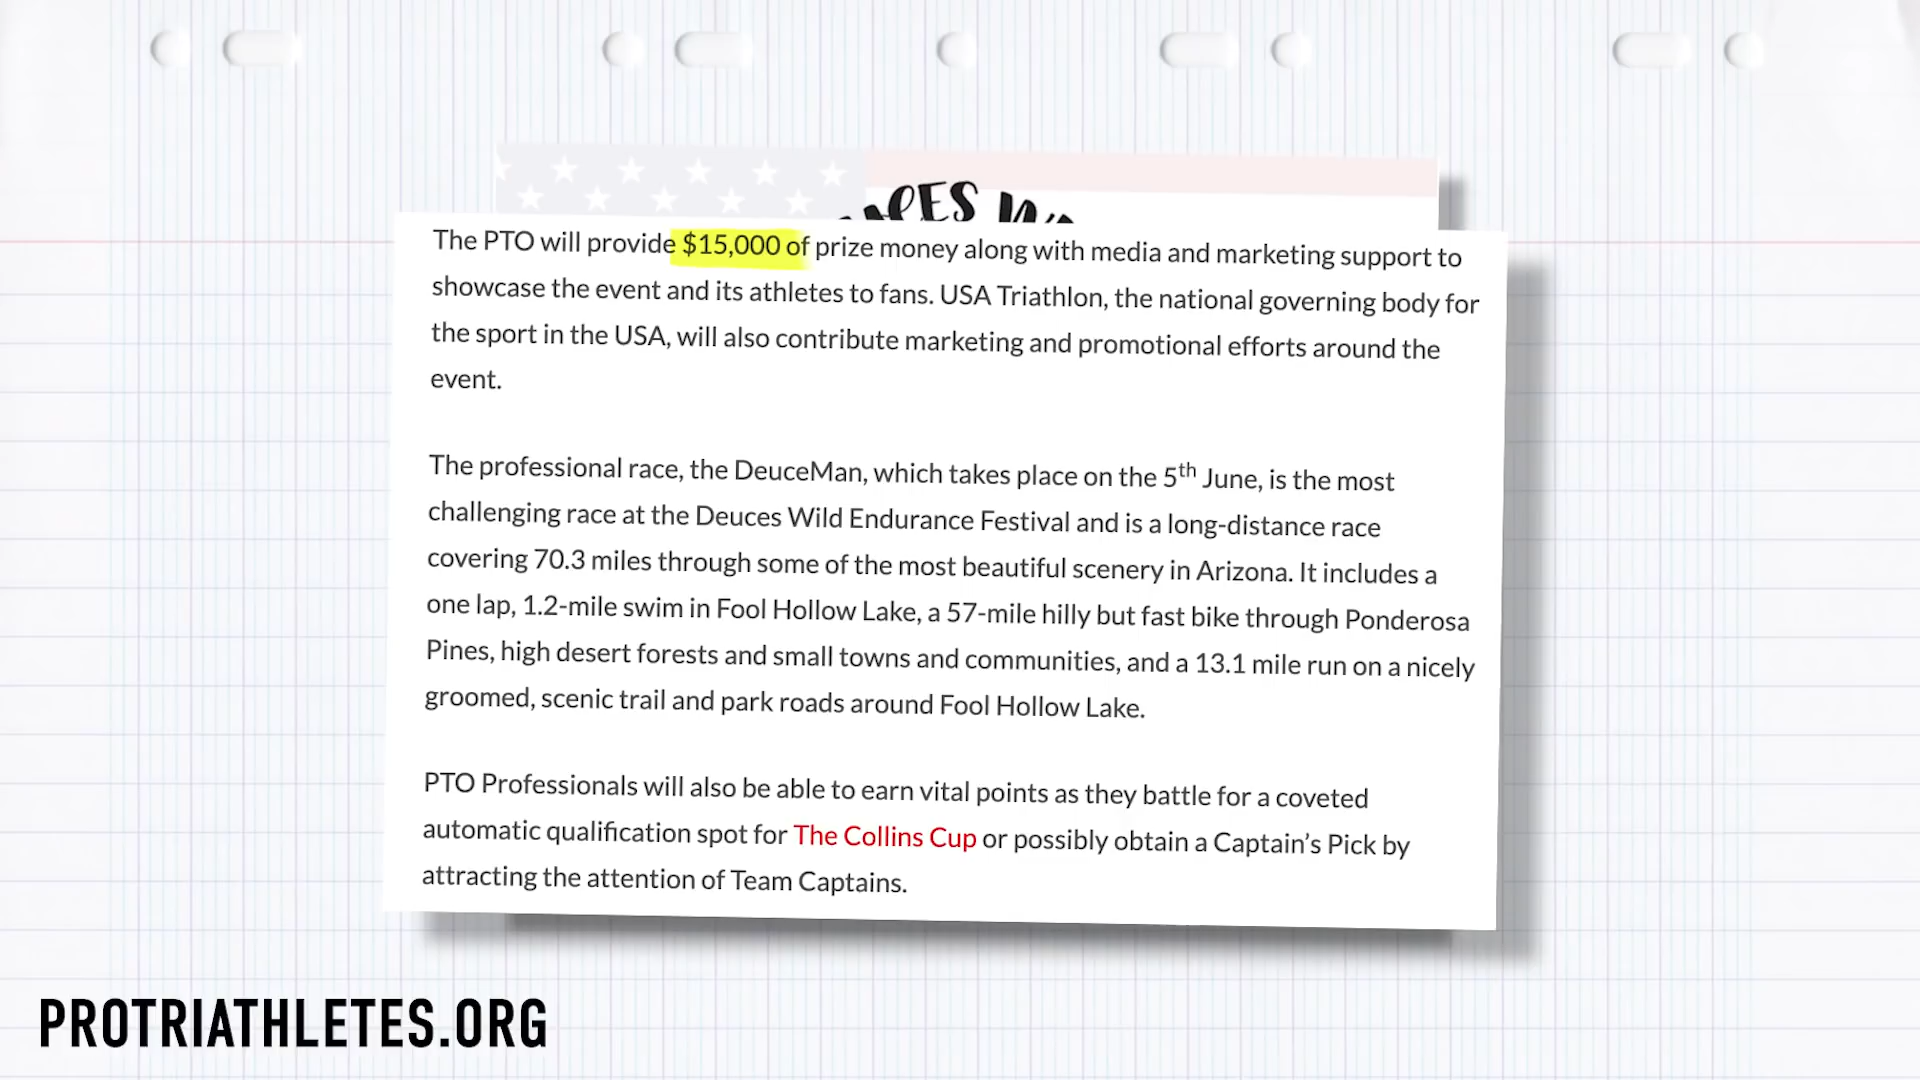 The PTO will provide $15,000 of prize money along with media and marketing support to
showcase the event and its athletes to fans. USA Triathlon, the national governing body for
the sport in the USA, will also contribute marketing and promotional efforts around the
event.
The professional race, the DeuceMan, which takes place on the 5th June, is the most
challenging race at the Deuces Wild Endurance Festival and is a long-distance race
covering 70.3 miles through some of the most beautiful scenery in Arizona. It includes a
one lap, 1.2-mile swim in Fool Hollow Lake, a 57-mile hilly but fast bike through Ponderosa
Pines, high desert forests and small towns and communities, and a 13.1 mile run on a nicely
groomed, scenic trail and park roads around Fool Hollow Lake.
PTO Professionals will also be able to earn vital points as they battle for a coveted
automatic qualification spot for The Collins Cup or possibly obtain a Captain’s Pick by
attracting the attention of Team Captains.
PROTRIATHLETES.ORG